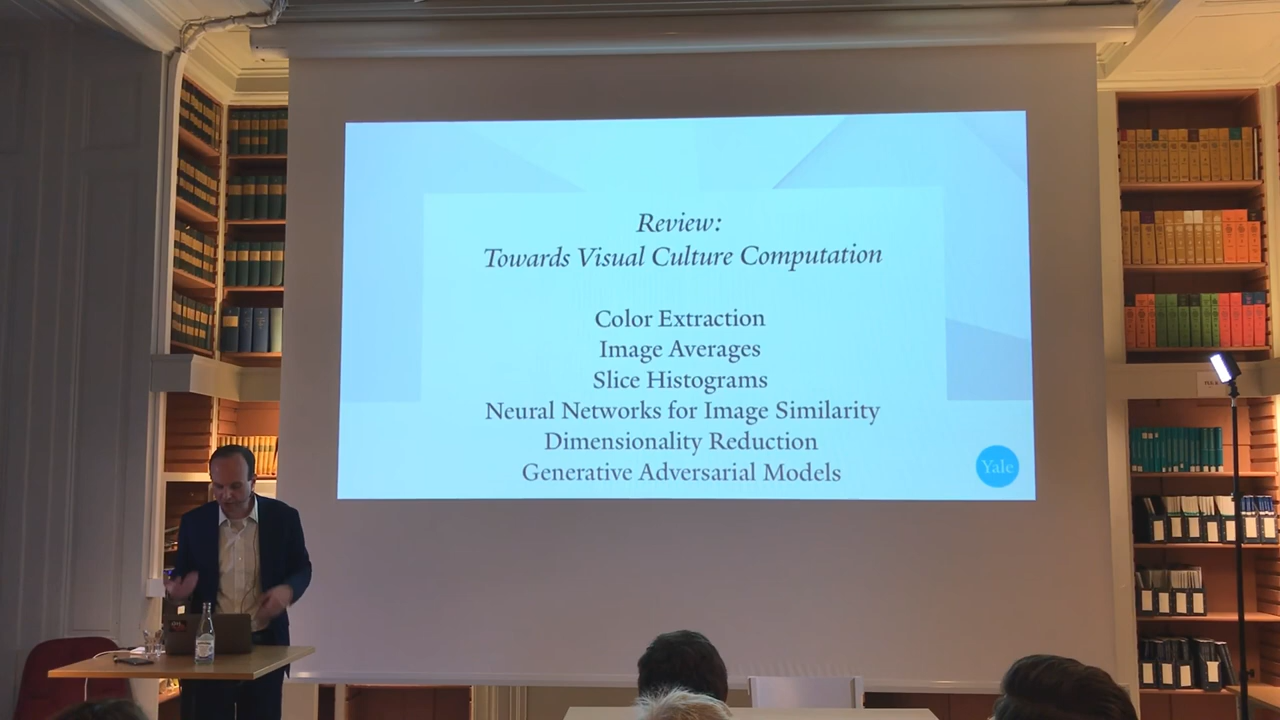 Review:
Towards Visual Culture Computation
Color Extraction
Image Averages
Slice Histograms
Neural Networks for Image Similarity
Dimensionality Reduction
Generative Adversarial Models
Yale